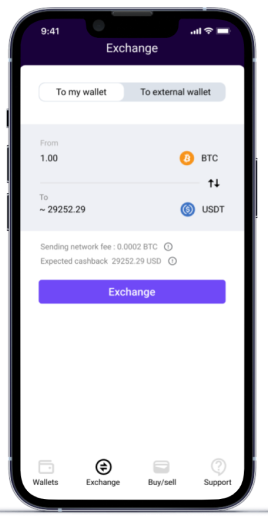 9:41
Exchange
To my wallet To external wallet
From
1.00 BTC
To
~ 29252.29 USDT
Sending network fee : 0.0002 BTC
Expected cashback 29252.29 USD
Exchange
Wallets Exchange Buy/sell Support